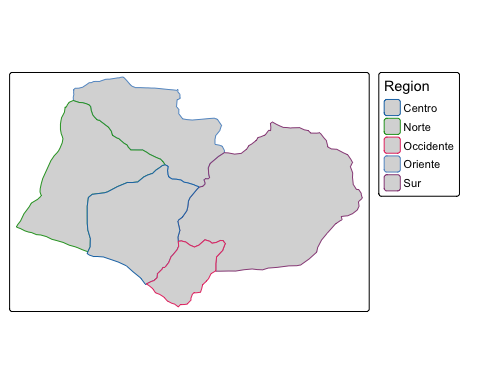 Region
Centro
Norte
Occidente
Oriente
Sur